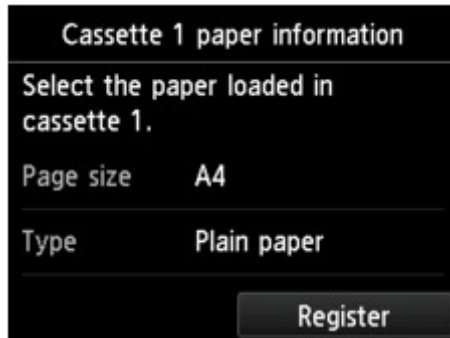 Cassette 1 paper information
Select the paper loaded in
cassette 1.
Page size A4
Type Plain paper
Register